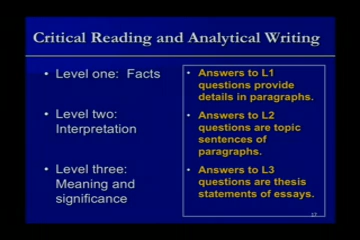 Critical Reading and Analytical Writing
• Level one: Facts
• Level two:
Interpretation
• Level three:
Meaning and
significance
• Answers to L1
questions provide
details in paragraphs.
• Answers to L2
questions are topic
sentences of
paragraphs.
• Answers to L3
questions are thesis
statements of essays.
17